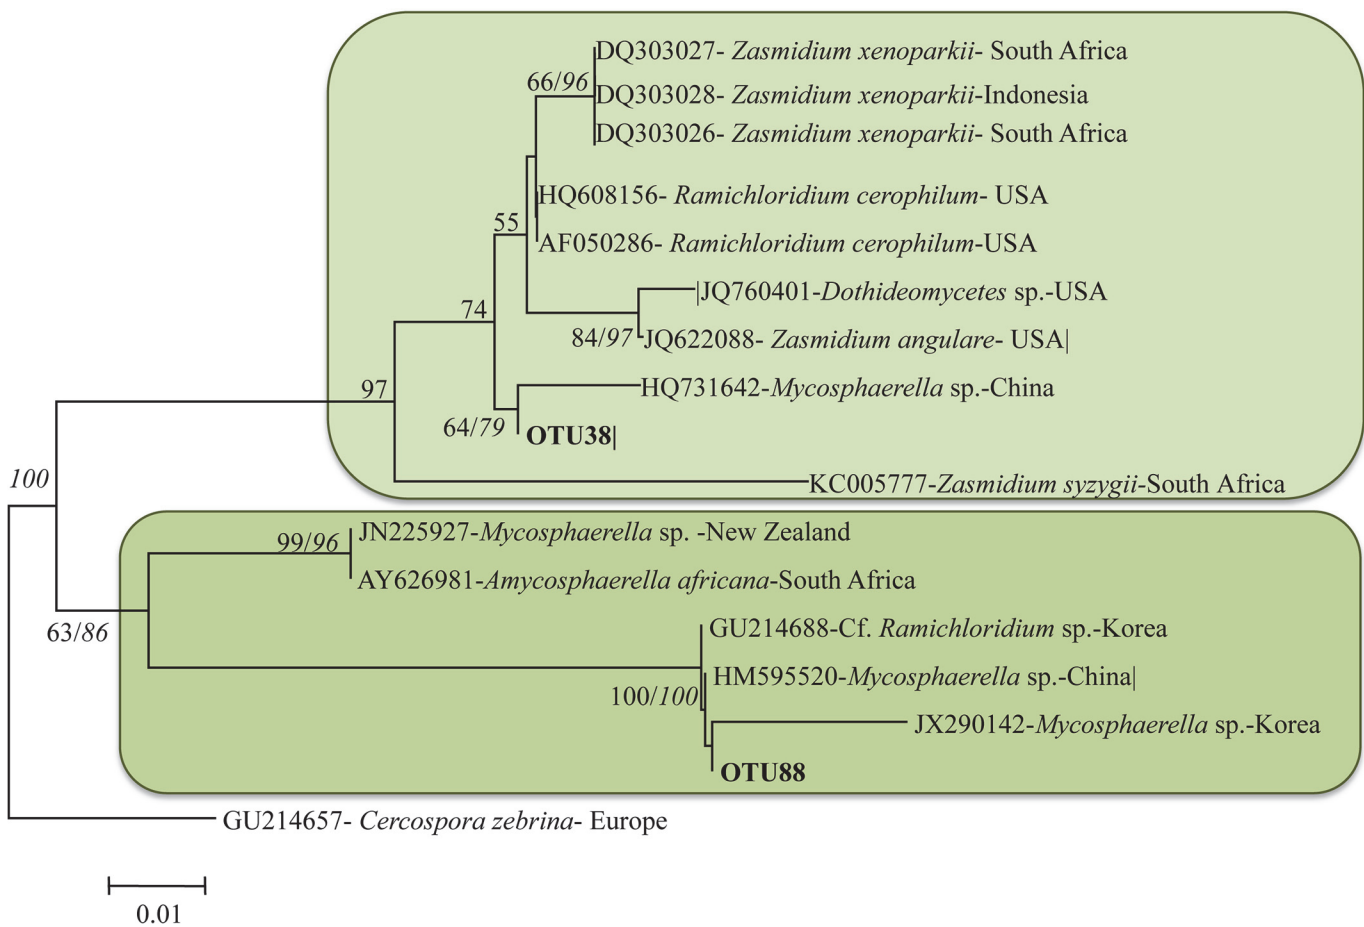 DQ303027- Zasmidium xenoparkii- South Africa
66/96
DQ303028- Zasmidium xenoparkii-Indonesia
DQ303026- Zasmidium xenoparkii- South Africa
HQ608156- Ramichloridium cerophilum- USA
55
AF050286- Ramichloridium cerophilum-USA
|JQ760401-Dothideomycetes sp.-USA
74
84/97
JQ622088- Zasmidium angulare- USA|
97
HQ731642-Mycosphaerella sp.-China
64/79
OTU38|
100
KC005777-Zasmidium syzygii-South Africa
JN225927-Mycosphaerella sp. -New Zealand
99/96
AY626981-Amycosphaerella africana-South Africa
63/86
GU214688-Cf. Ramichloridium sp.-Korea
HM595520-Mycosphaerella sp.-China|
100/100
JX290142-Mycosphaerella sp.-Korea
OTU88
GU214657- Cercospora zebrina- Europe
0.01